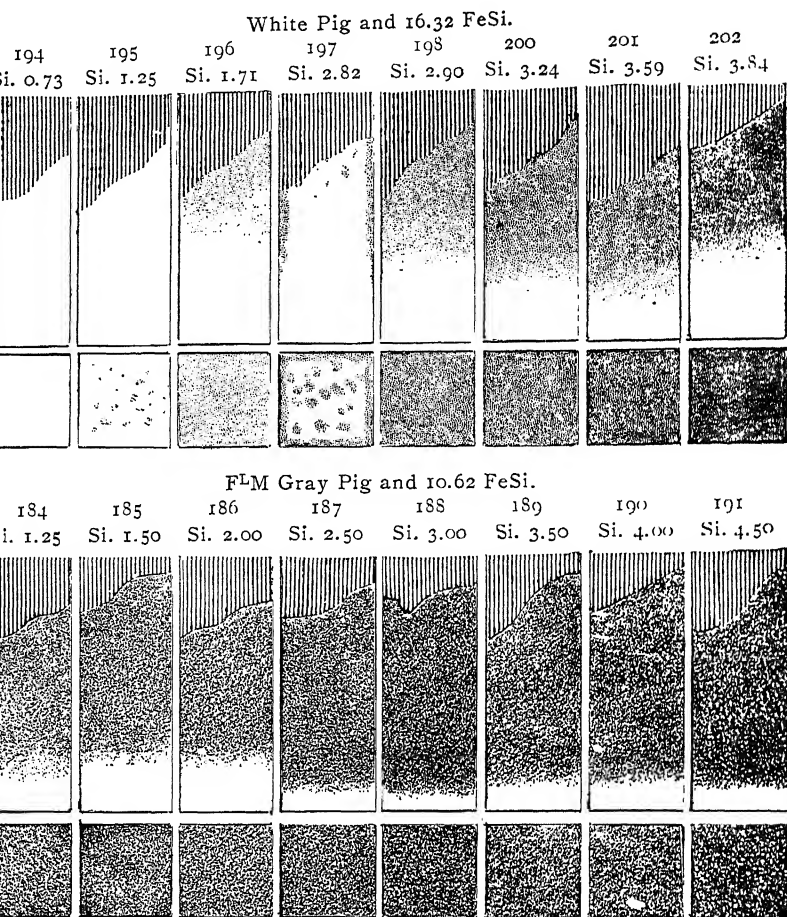 White Pig and 16.32 FeSi.
194 195 196 197 198 200 201 202
Si. 0.73 Si. 1.25 Si. 1.71 Si. 2.82 Si. 2.90 Si. 3.24 Si. 3.59 Si. 3.84
FLM Gray Pig and 10.62 FeSi.
184 185 186 187 188 189 190 191
i. 1.25 Si. 1.50 Si. 2.00 Si. 2.50 Si. 3.00 Si. 3.50 Si. 4.00 Si. 4.50